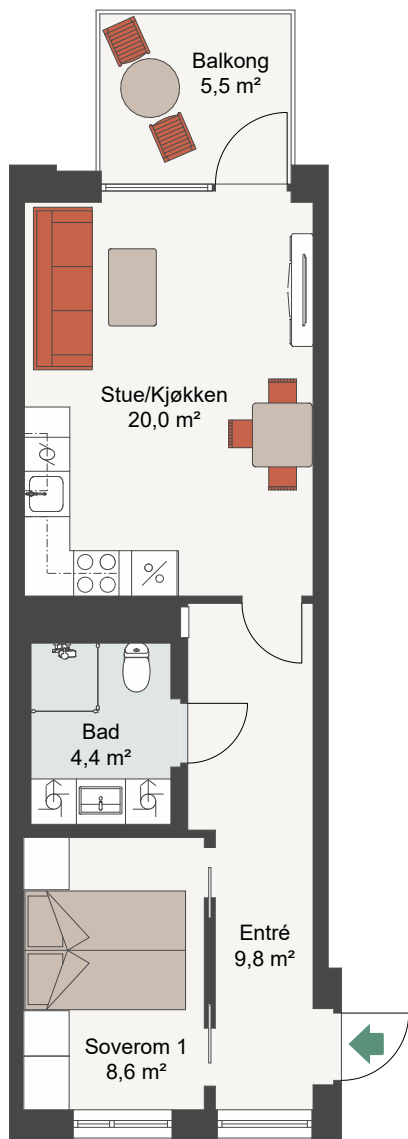 Balkong
5,5 m²
Stue/Kjøkken
20,0 m²
Bad
4,4 m²
Entré
9,8 m²
Soverom 1
8,6 m²